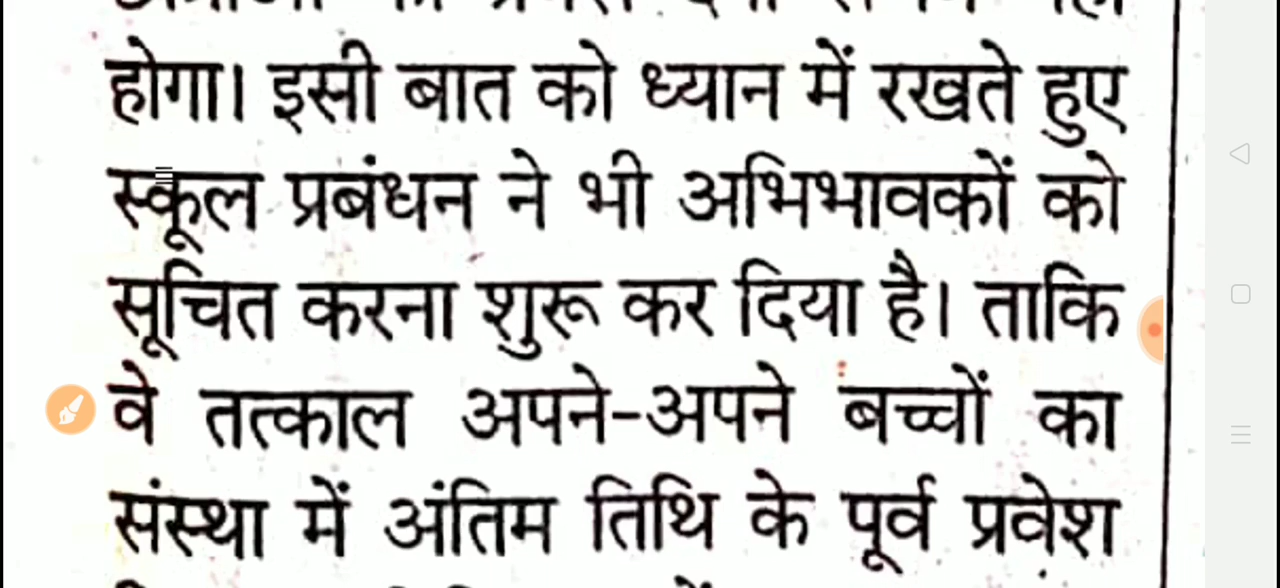 होगा। इसी बात को ध्यान में रखते हुए
स्कूल प्रबंधन ने भी अभिभावकों को
सूचित करना शुरू कर दिया है। ताकि
वे तत्काल अपने-अपने बच्चों का
संस्था में अंतिम तिथि के पूर्व प्रवेश